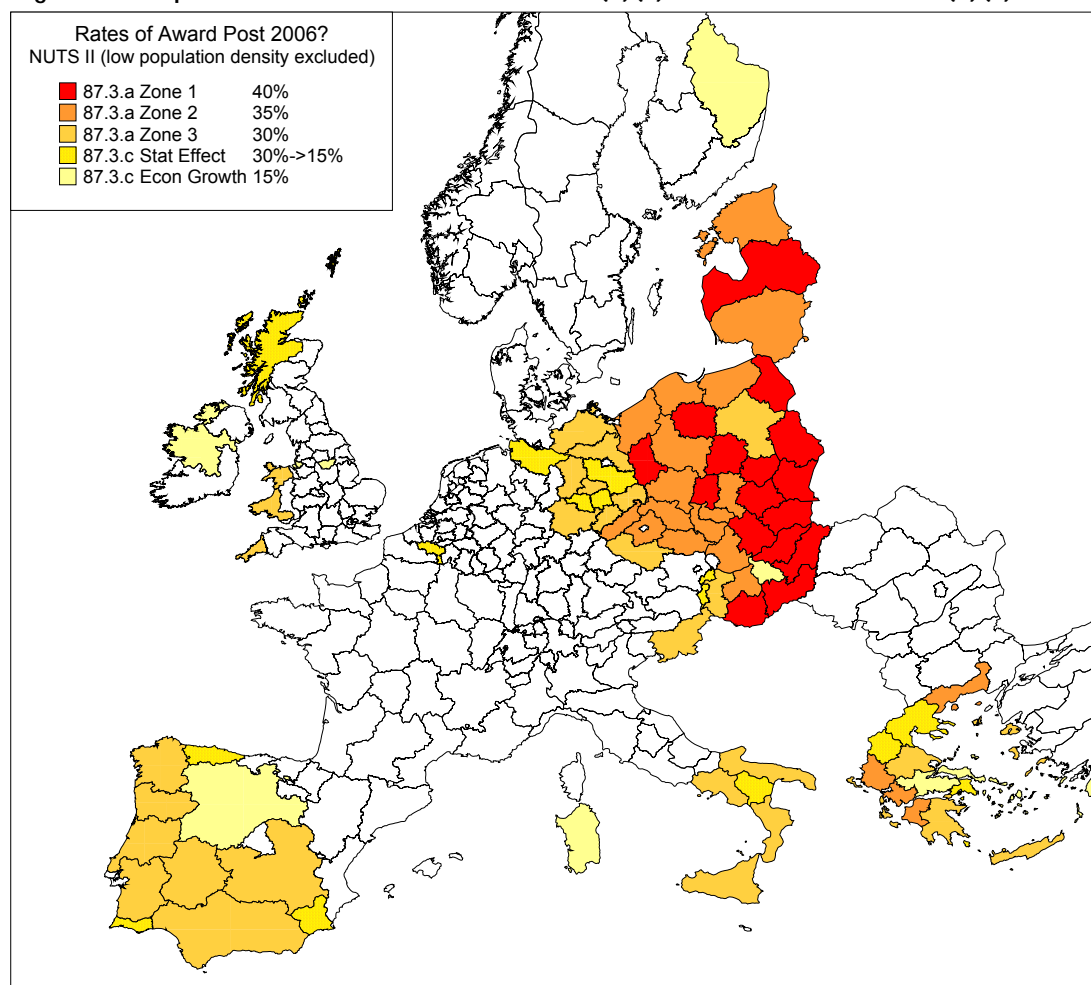 Rates of Award Post 2006?
NUTS II (low population density excluded)
87.3.a Zone 1 40%
87.3.a Zone 2 35%
87.3.a Zone 3 30%
87.3.c Stat Effect 30%->15%
87.3.c Econ Growth 15%